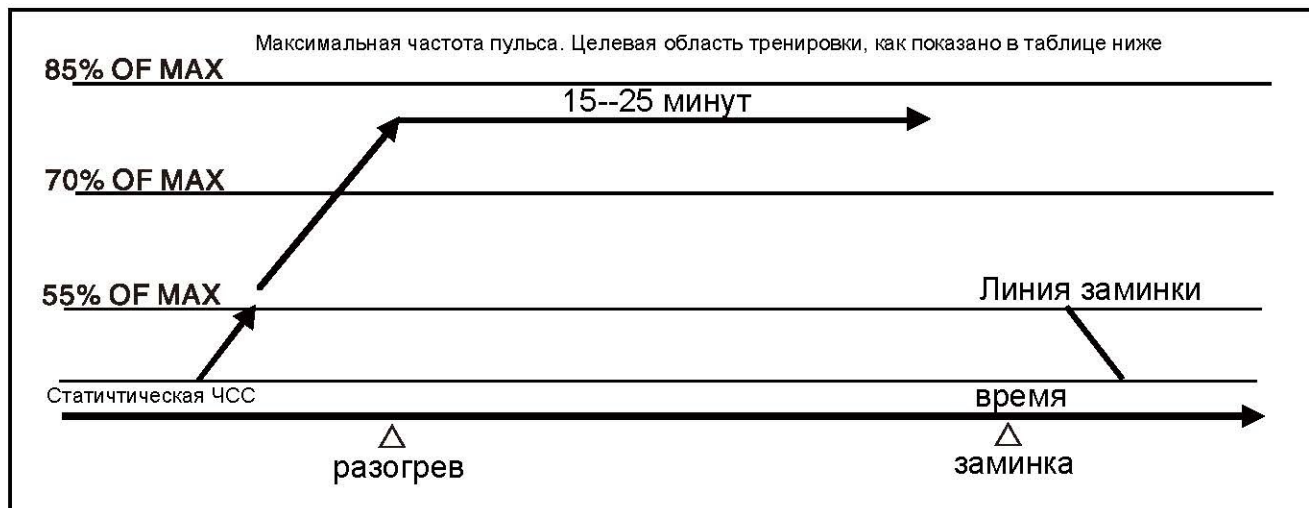 Максимальная частота пульса. Целевая область тренировки, как показано в таблице ниже
85% OF MAX
15--25 минут
70% OF MAX
55% OF MAX
Линия заминки
Статичтическая ЧСС
время
разогрев
заминка